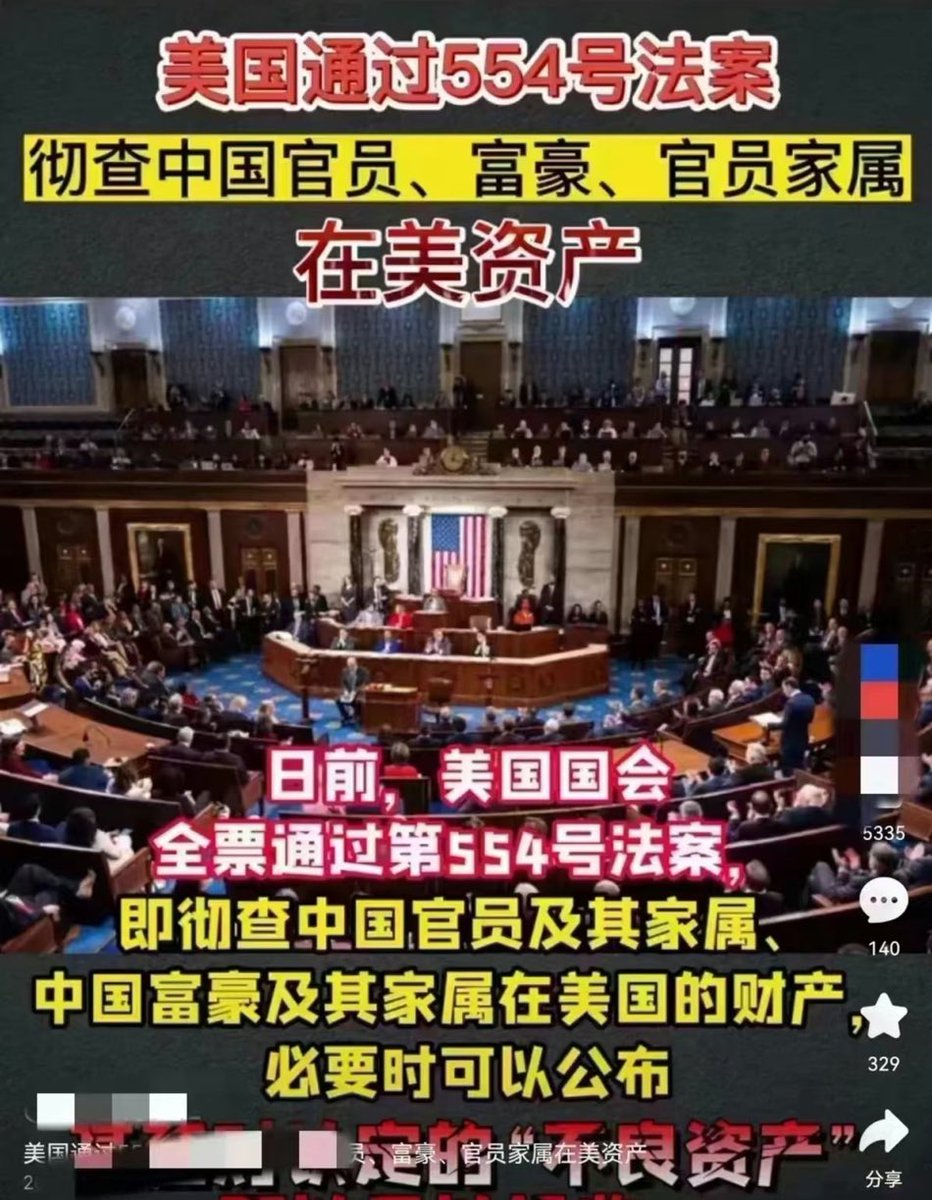 美国通过554号法案
彻查中国官员、富豪、官员家属
在美资产
日前，美国国会
全票通过第554号法案，
即彻查中国官员及其家属、
中国富豪及其家属在美国的财产，
必要时可以公布
5335
140
329
定的“不良资产”
美国通过
员、富豪、官员家属在美资产
2
分享